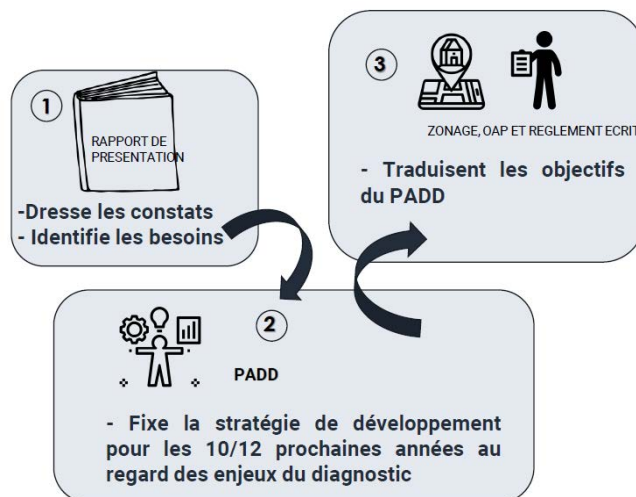 1
RAPPORT DE
PRESENTATION
-Dresse les constats
- Identifie les besoins
2
PADD
- Fixe la stratégie de développement
pour les 10/12 prochaines années au
regard des enjeux du diagnostic
3
ZONAGE, OAP ET REGLEMENT ECRIT
- Traduisent les objectifs
du PADD